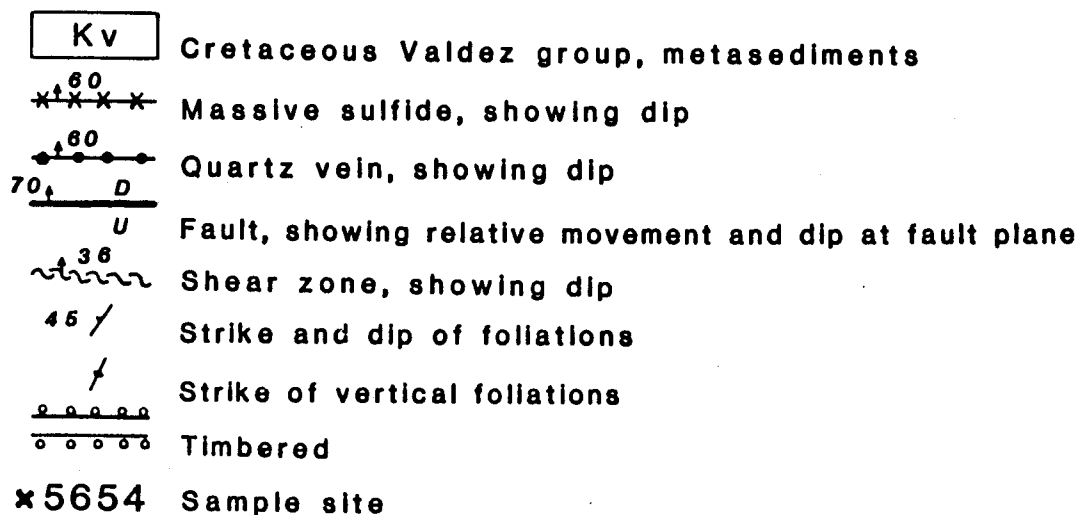 Kv Cretaceous Valdez group, metasediments
60
Massive sulfide, showing dip
60
Quartz vein, showing dip
70 D
U Fault, showing relative movement and dip at fault plane
36
Shear zone, showing dip
45 Strike and dip of foliations
Strike of vertical foliations
Timbered
x5654 Sample site